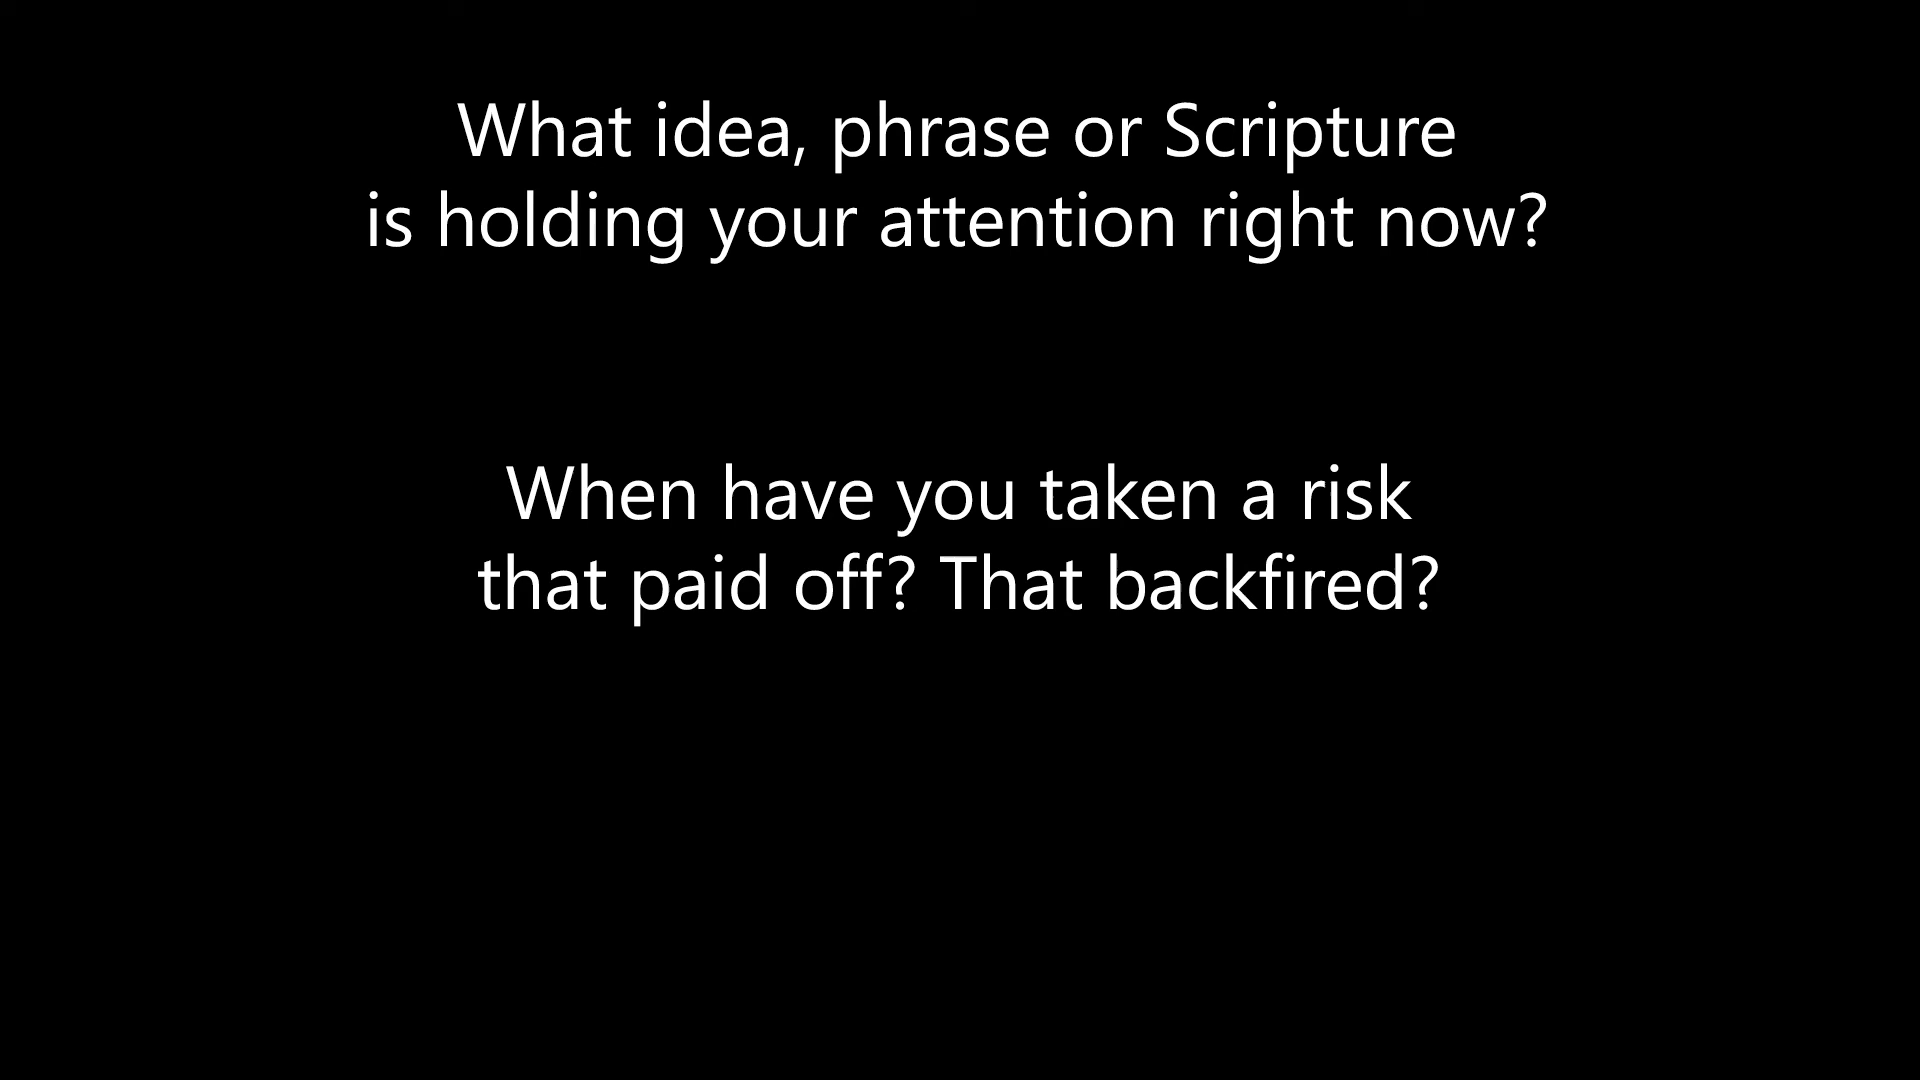 What idea, phrase or Scripture
is holding your attention right now?
When have you taken a risk
that paid off? That backfired?